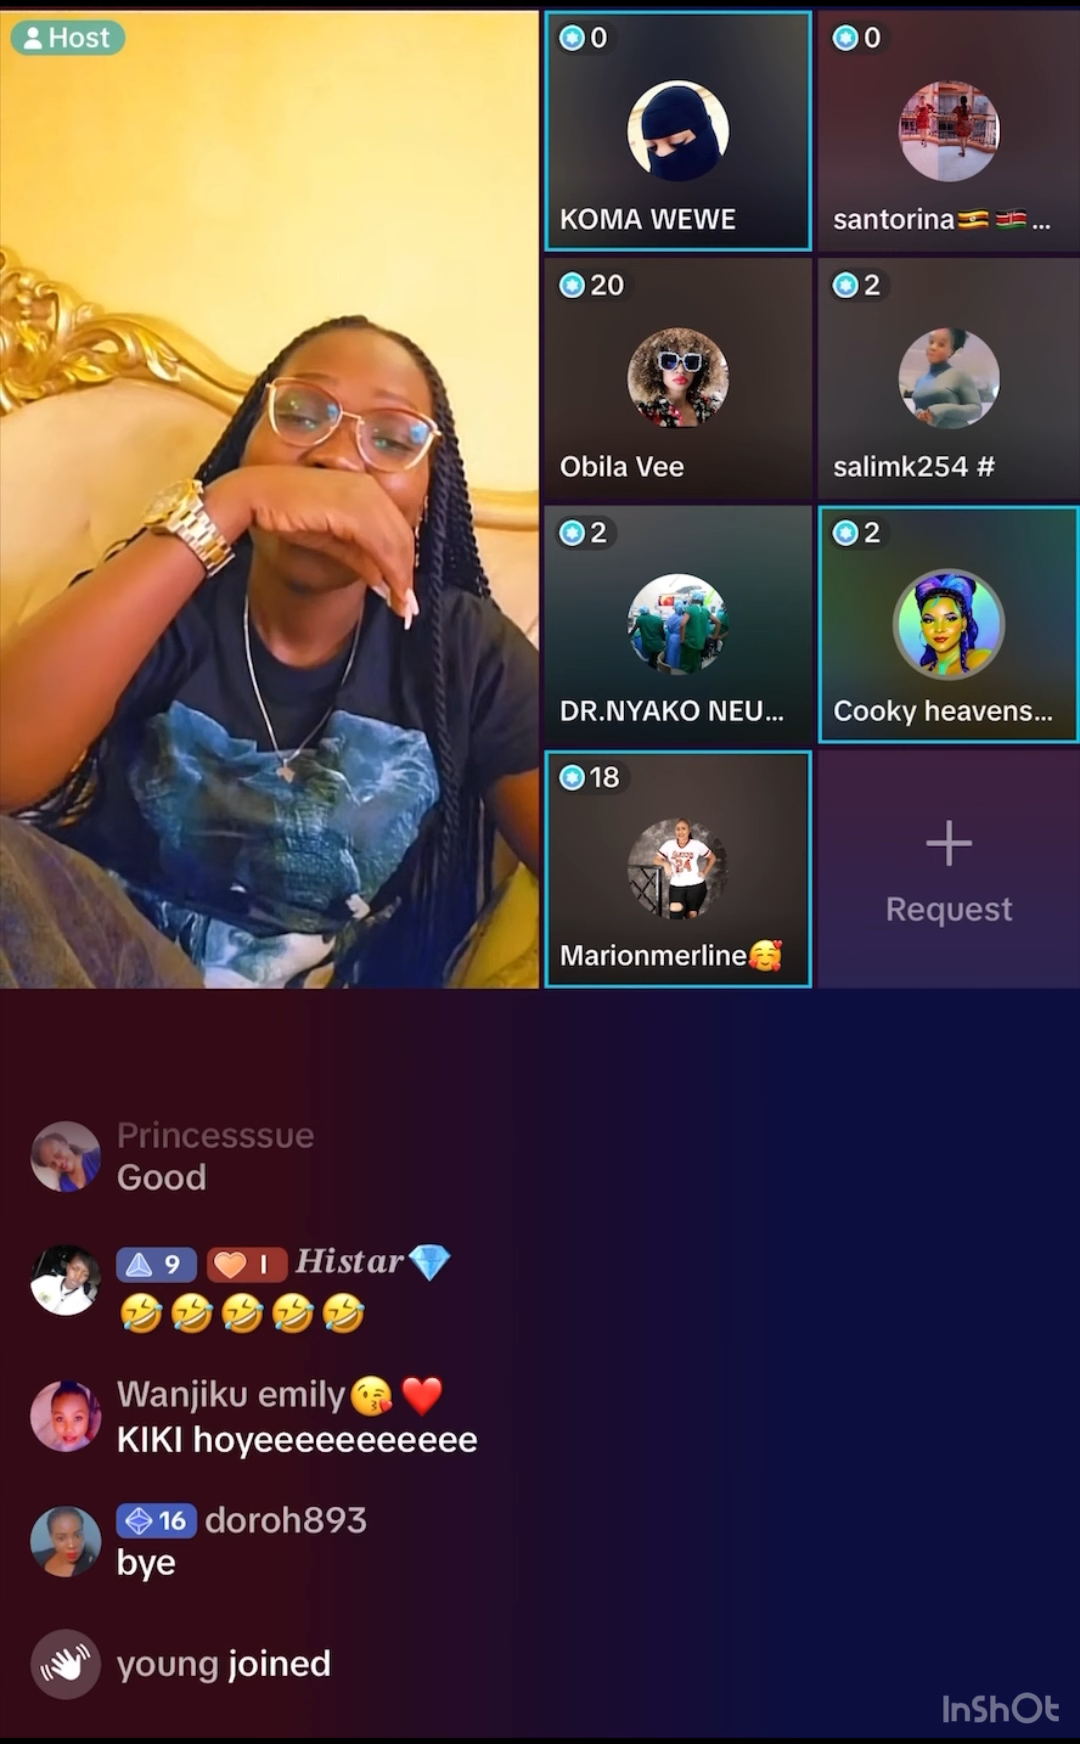 Host
0
KOMA WEWE
0
santorina🇺🇬🇰🇪...
20
Obila Vee
2
salimk254 #
2
DR.NYAKO NEU...
2
Cooky heavens...
18
Marionmerline🥰
Request
Princesssue
Good
9 I Histar💎
🤣🤣🤣🤣🤣
Wanjiku emily😘❤️
KIKI hoyeeeeeeeeeee
16 doroh893
bye
young joined
InShOt